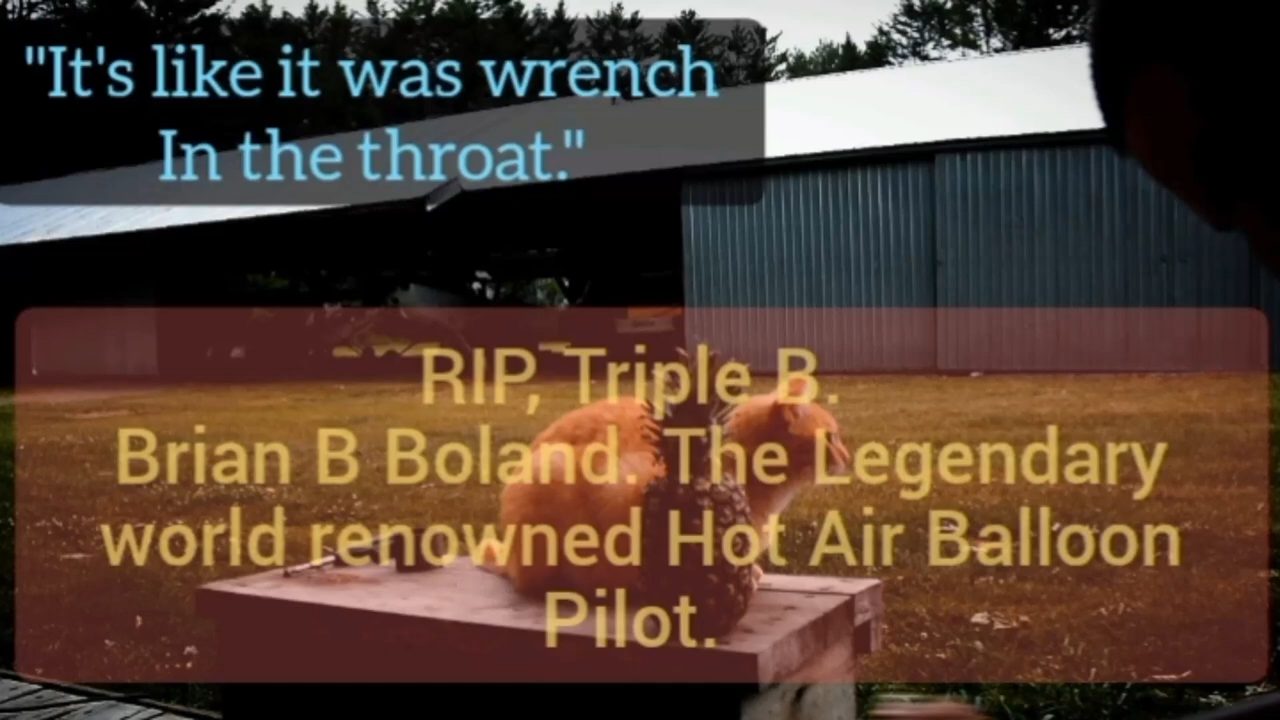 "It's like it was wrench
In the throat."
RIP, Triple B.
Brian B Boland. The Legendary
world renowned Hot Air Balloon
Pilot.